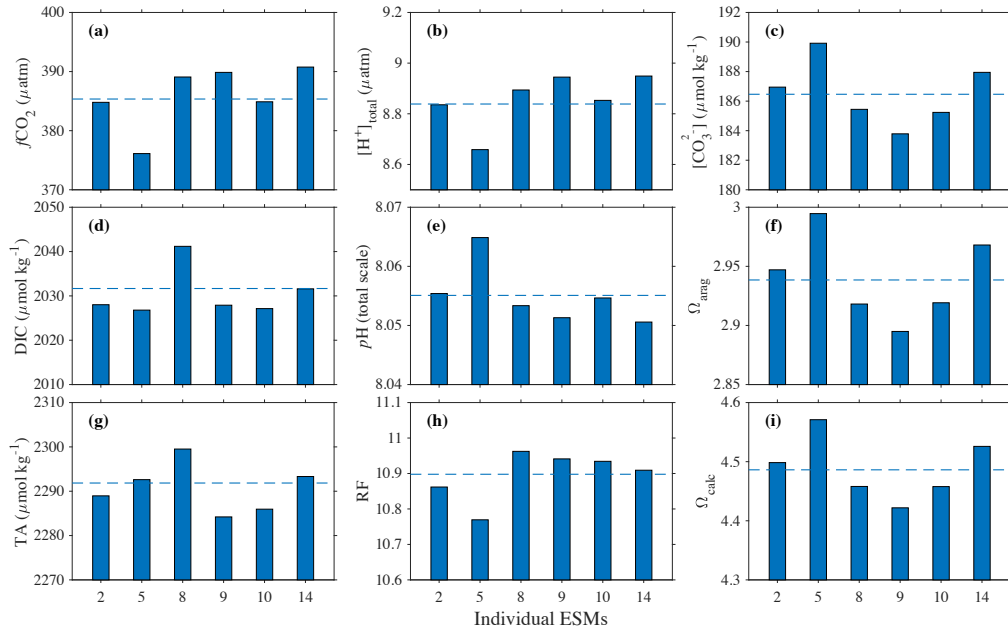 400
390
380
370
fCO2 (μatm)
(a)
9.2
9
8.8
8.6
[H+]total (μatm)
(b)
190
188
186
184
182
180
[CO32-] (μmol kg-1)
(c)
2050
2040
2030
2020
2010
DIC (μmol kg-1)
(d)
8.07
8.06
8.05
8.04
pH (total scale)
(e)
3
2.95
2.9
2.85
Ωarag
(f)
2310
2300
2290
2280
2270
TA (μmol kg-1)
(g)
2 5 8 9 10 14
11.1
11
10.9
10.8
10.7
10.6
RF
(h)
2 5 8 9 10 14
4.6
4.5
4.4
4.3
Ωcalc
(i)
2 5 8 9 10 14
Individual ESMs